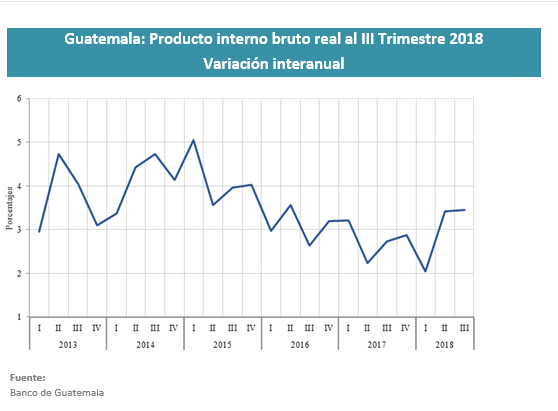 Guatemala: Producto interno bruto real al III Trimestre 2018
Variación interanual
6
5
4
3
2
1
Porcentajes
I II III IV I II III IV I II III IV I II III IV I II III IV I II III
2013 2014 2015 2016 2017 2018
Fuente:
Banco de Guatemala